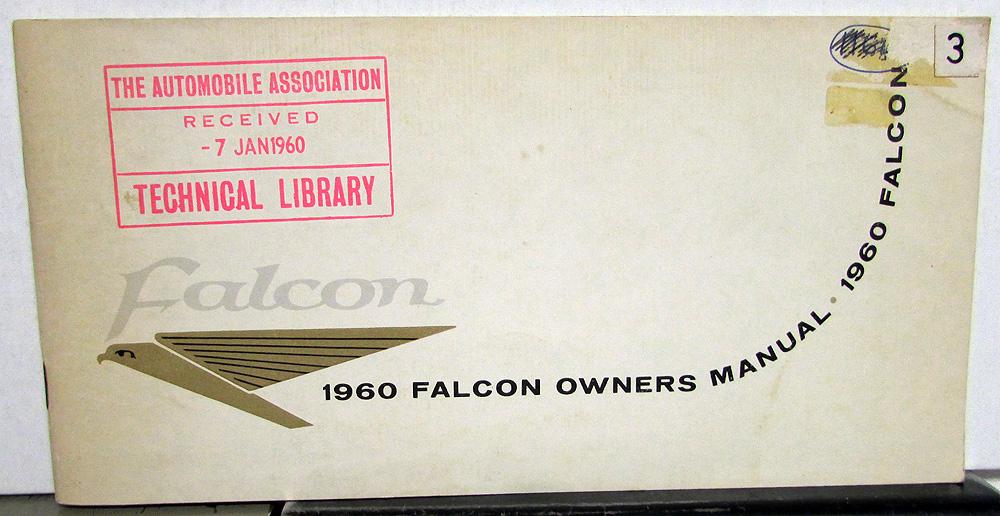 THE AUTOMOBILE ASSOCIATION
RECEIVED
-7 JAN1960
TECHNICAL LIBRARY
3
Falcon
1960 FALCON OWNERS MANUAL • 1960 FALCON